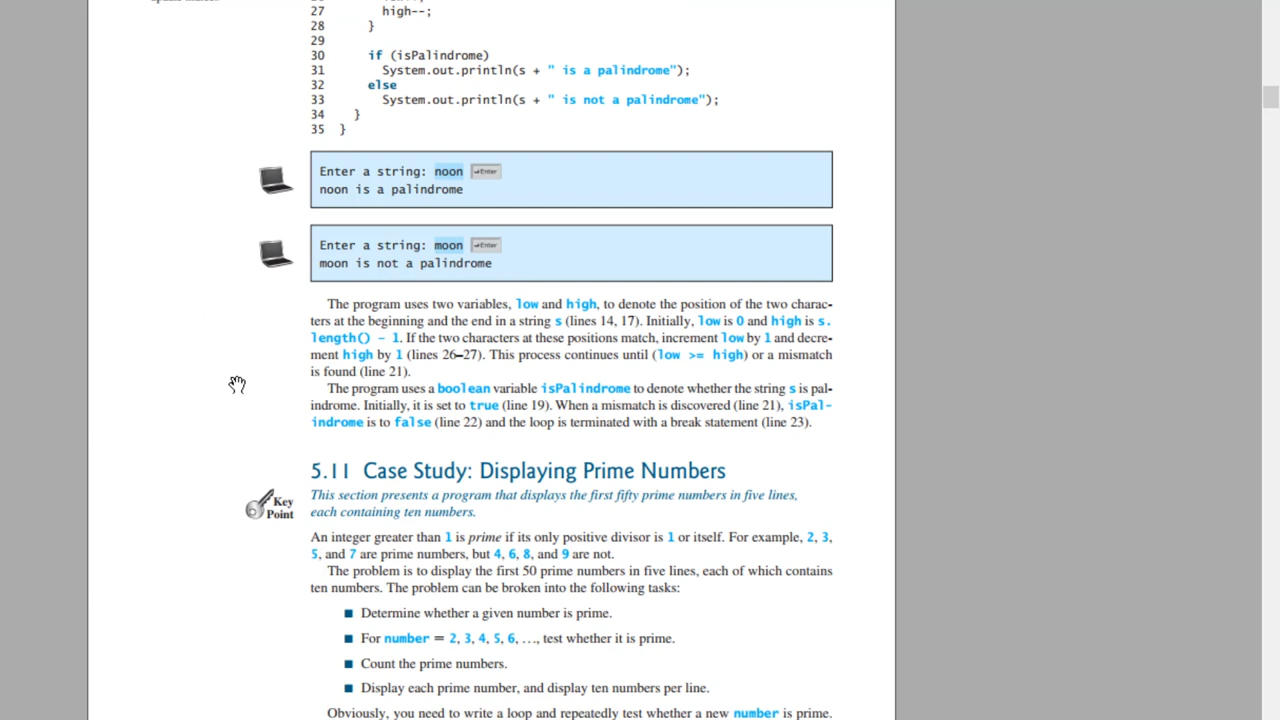 27 high--;
28 }
29
30 if (isPalindrome)
31 System.out.println(s + " is a palindrome");
32 else
33 System.out.println(s + " is not a palindrome");
34 }
35 }
Enter a string: noon ↵Enter
noon is a palindrome
Enter a string: moon ↵Enter
moon is not a palindrome
The program uses two variables, low and high, to denote the position of the two charac-
ters at the beginning and the end in a string s (lines 14, 17). Initially, low is 0 and high is s.
length() - 1. If the two characters at these positions match, increment low by 1 and decre-
ment high by 1 (lines 26–27). This process continues until (low >= high) or a mismatch
is found (line 21).
The program uses a boolean variable isPalindrome to denote whether the string s is pal-
indrome. Initially, it is set to true (line 19). When a mismatch is discovered (line 21), isPal-
indrome is to false (line 22) and the loop is terminated with a break statement (line 23).
5.11 Case Study: Displaying Prime Numbers
Key
Point
This section presents a program that displays the first fifty prime numbers in five lines,
each containing ten numbers.
An integer greater than 1 is prime if its only positive divisor is 1 or itself. For example, 2, 3,
5, and 7 are prime numbers, but 4, 6, 8, and 9 are not.
The problem is to display the first 50 prime numbers in five lines, each of which contains
ten numbers. The problem can be broken into the following tasks:
■ Determine whether a given number is prime.
■ For number = 2, 3, 4, 5, 6, ..., test whether it is prime.
■ Count the prime numbers.
■ Display each prime number, and display ten numbers per line.
Obviously, you need to write a loop and repeatedly test whether a new number is prime.